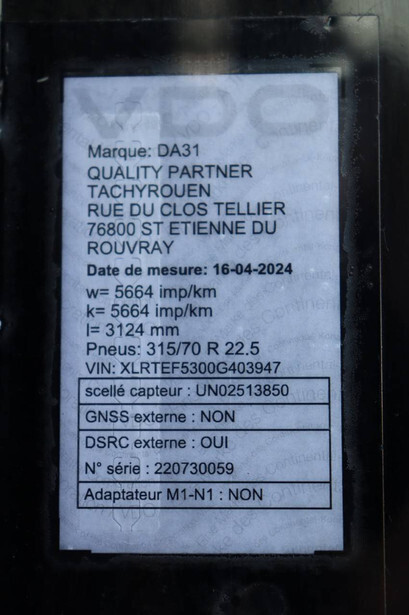 VDO
Marque: DA31
QUALITY PARTNER
TACHYROUEN
RUE DU CLOS TELLIER
76800 ST ETIENNE DU
ROUVRAY
Date de mesure: 16-04-2024
w= 5664 imp/km
k= 5664 imp/km
l= 3124 mm
Pneus: 315/70 R 22.5
VIN: XLRTEF5300G403947
scellé capteur : UN02513850
GNSS externe : NON
DSRC externe : OUI
N° série : 220730059
Adaptateur M1-N1 : NON